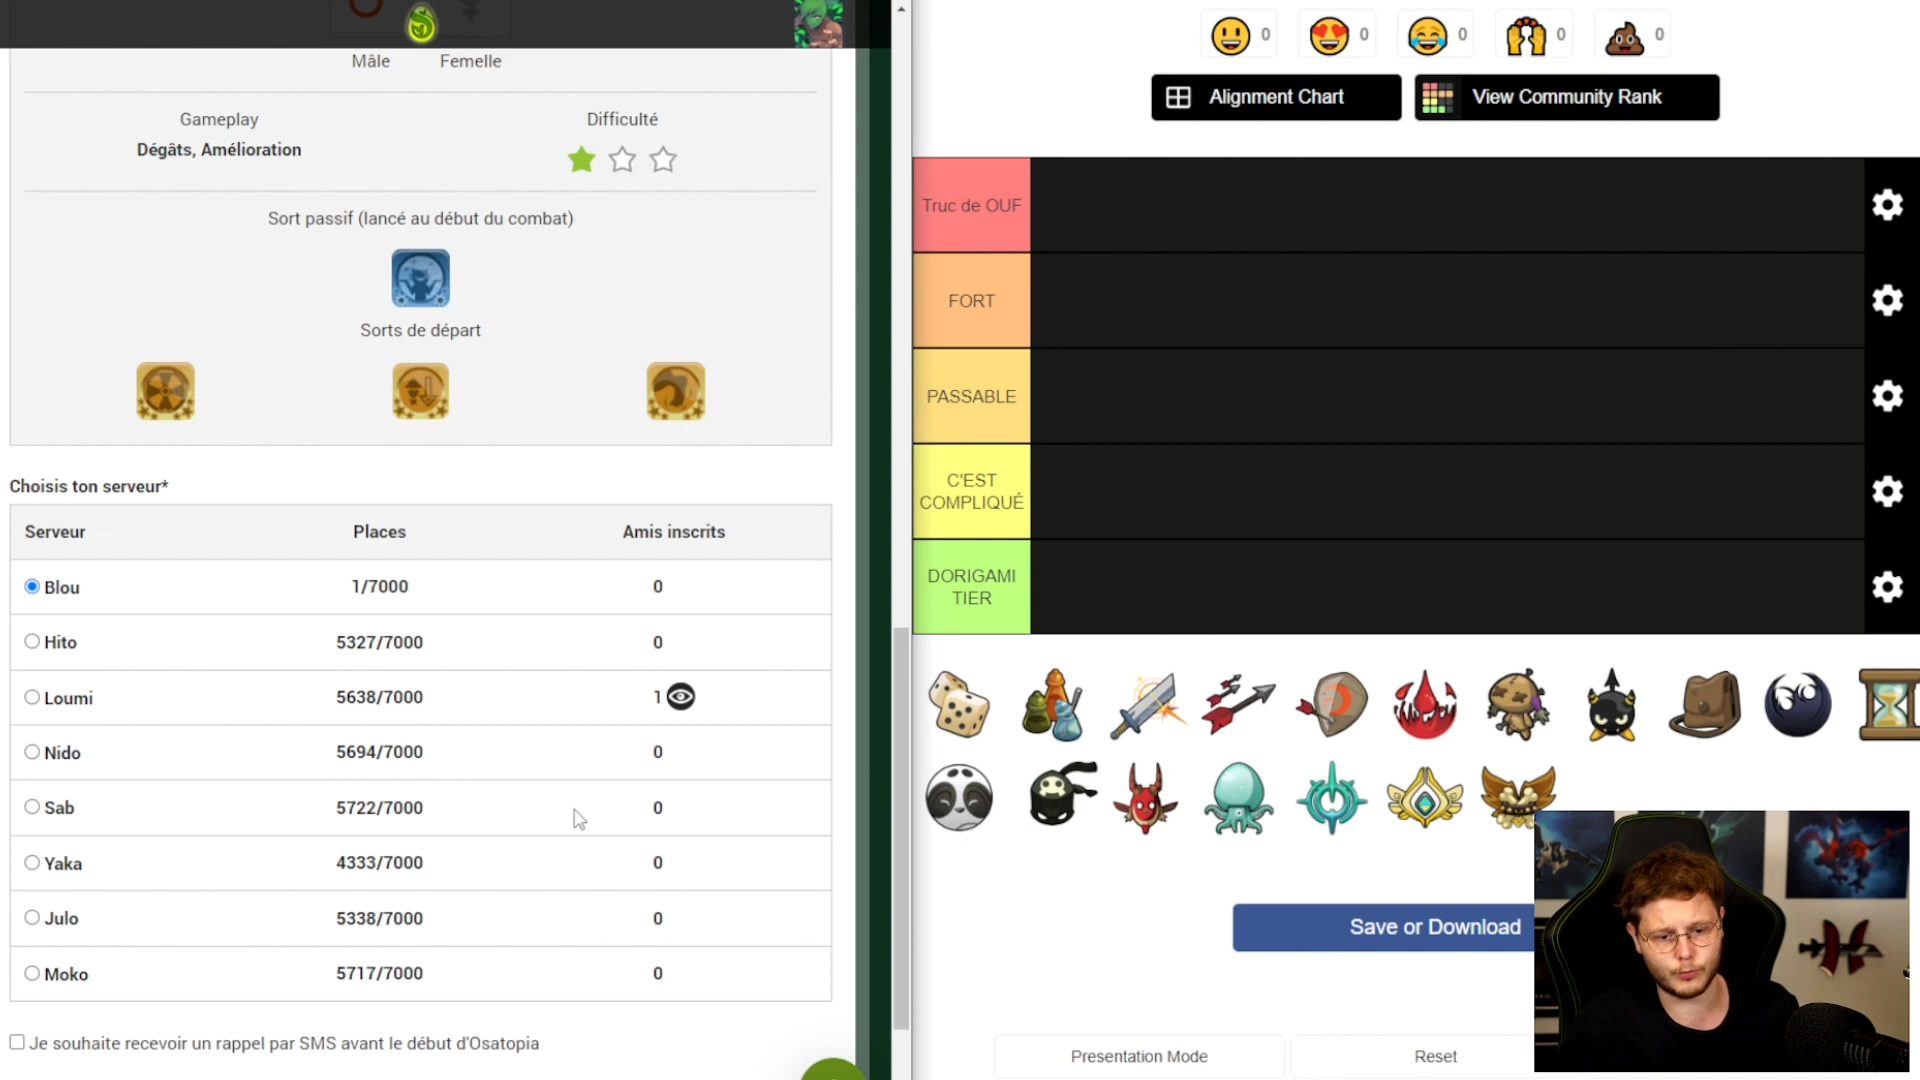 Mâle Femelle
Gameplay Difficulté
Dégâts, Amélioration
Sort passif (lancé au début du combat)
Sorts de départ
Choisis ton serveur*
Serveur Places Amis inscrits
Blou 1/7000 0
Hito 5327/7000 0
Loumi 5638/7000 1
Nido 5694/7000 0
Sab 5722/7000 0
Yaka 4333/7000 0
Julo 5338/7000 0
Moko 5717/7000 0
Je souhaite recevoir un rappel par SMS avant le début d'Osatopia
0 0 0 0 0
Alignment Chart View Community Rank
Truc de OUF
FORT
PASSABLE
C'EST
COMPLIQUÉ
DORIGAMI
TIER
Save or Download
Presentation Mode Reset